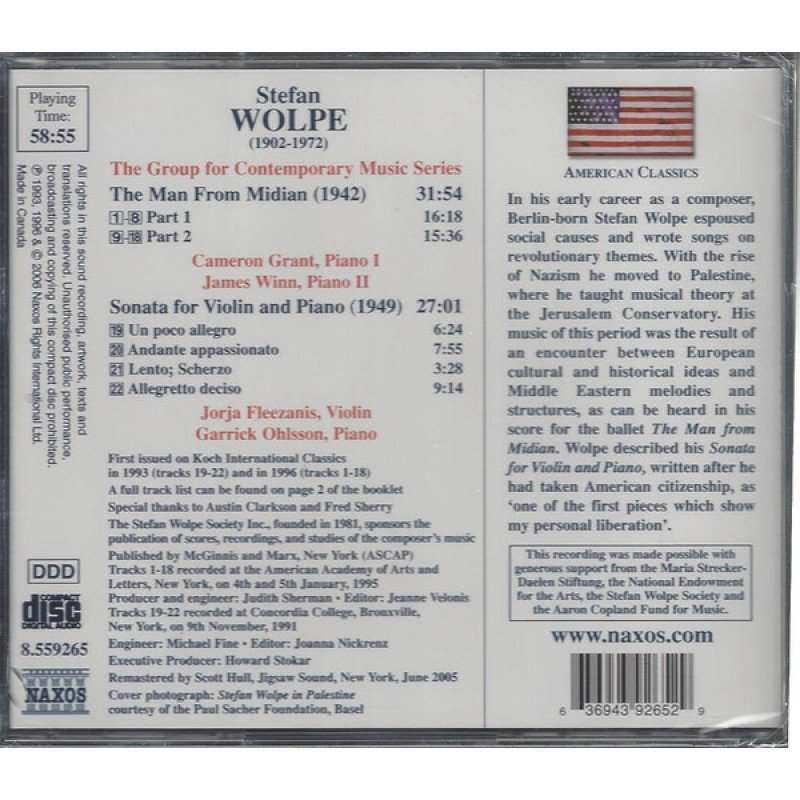 Playing
Time:
58:55
All rights in this sound recording, artwork, texts and
translations reserved. Unauthorised public performance,
broadcasting and copying of this compact disc prohibited.
℗ 1993, 1996 & © 2006 Naxos Rights International Ltd.
Made in Canada
DDD
COMPACT
disc
DIGITAL AUDIO
8.559265
NAXOS
Stefan
WOLPE
(1902-1972)
The Group for Contemporary Music Series
The Man From Midian (1942) 31:54
1-8 Part 1 16:18
9-18 Part 2 15:36
Cameron Grant, Piano I
James Winn, Piano II
Sonata for Violin and Piano (1949) 27:01
19 Un poco allegro 6:24
20 Andante appassionato 7:55
21 Lento; Scherzo 3:28
22 Allegretto deciso 9:14
Jorja Fleezanis, Violin
Garrick Ohlsson, Piano
First issued on Koch International Classics
in 1993 (tracks 19-22) and in 1996 (tracks 1-18)
A full track list can be found on page 2 of the booklet
Special thanks to Austin Clarkson and Fred Sherry
The Stefan Wolpe Society Inc., founded in 1981, sponsors the
publication of scores, recordings, and studies of the composer's music
Published by McGinnis and Marx, New York (ASCAP)
Tracks 1-18 recorded at the American Academy of Arts and
Letters, New York, on 4th and 5th January, 1995
Producer and engineer: Judith Sherman • Editor: Jeanne Velonis
Tracks 19-22 recorded at Concordia College, Bronxville,
New York, on 9th November, 1991
Engineer: Michael Fine • Editor: Joanna Nickrenz
Executive Producer: Howard Stokar
Remastered by Scott Hull, Jigsaw Sound, New York, June 2005
Cover photograph: Stefan Wolpe in Palestine
courtesy of the Paul Sacher Foundation, Basel
AMERICAN CLASSICS
In his early career as a composer,
Berlin-born Stefan Wolpe espoused
social causes and wrote songs on
revolutionary themes. With the rise
of Nazism he moved to Palestine,
where he taught musical theory at
the Jerusalem Conservatory. His
music of this period was the result of
an encounter between European
cultural and historical ideas and
Middle Eastern melodies and
structures, as can be heard in his
score for the ballet The Man from
Midian. Wolpe described his Sonata
for Violin and Piano, written after he
had taken American citizenship, as
‘one of the first pieces which show
my personal liberation’.
This recording was made possible with
generous support from the Maria Strecker-
Daelen Stiftung, the National Endowment
for the Arts, the Stefan Wolpe Society and
the Aaron Copland Fund for Music.
www.naxos.com
6 36943 92652 9